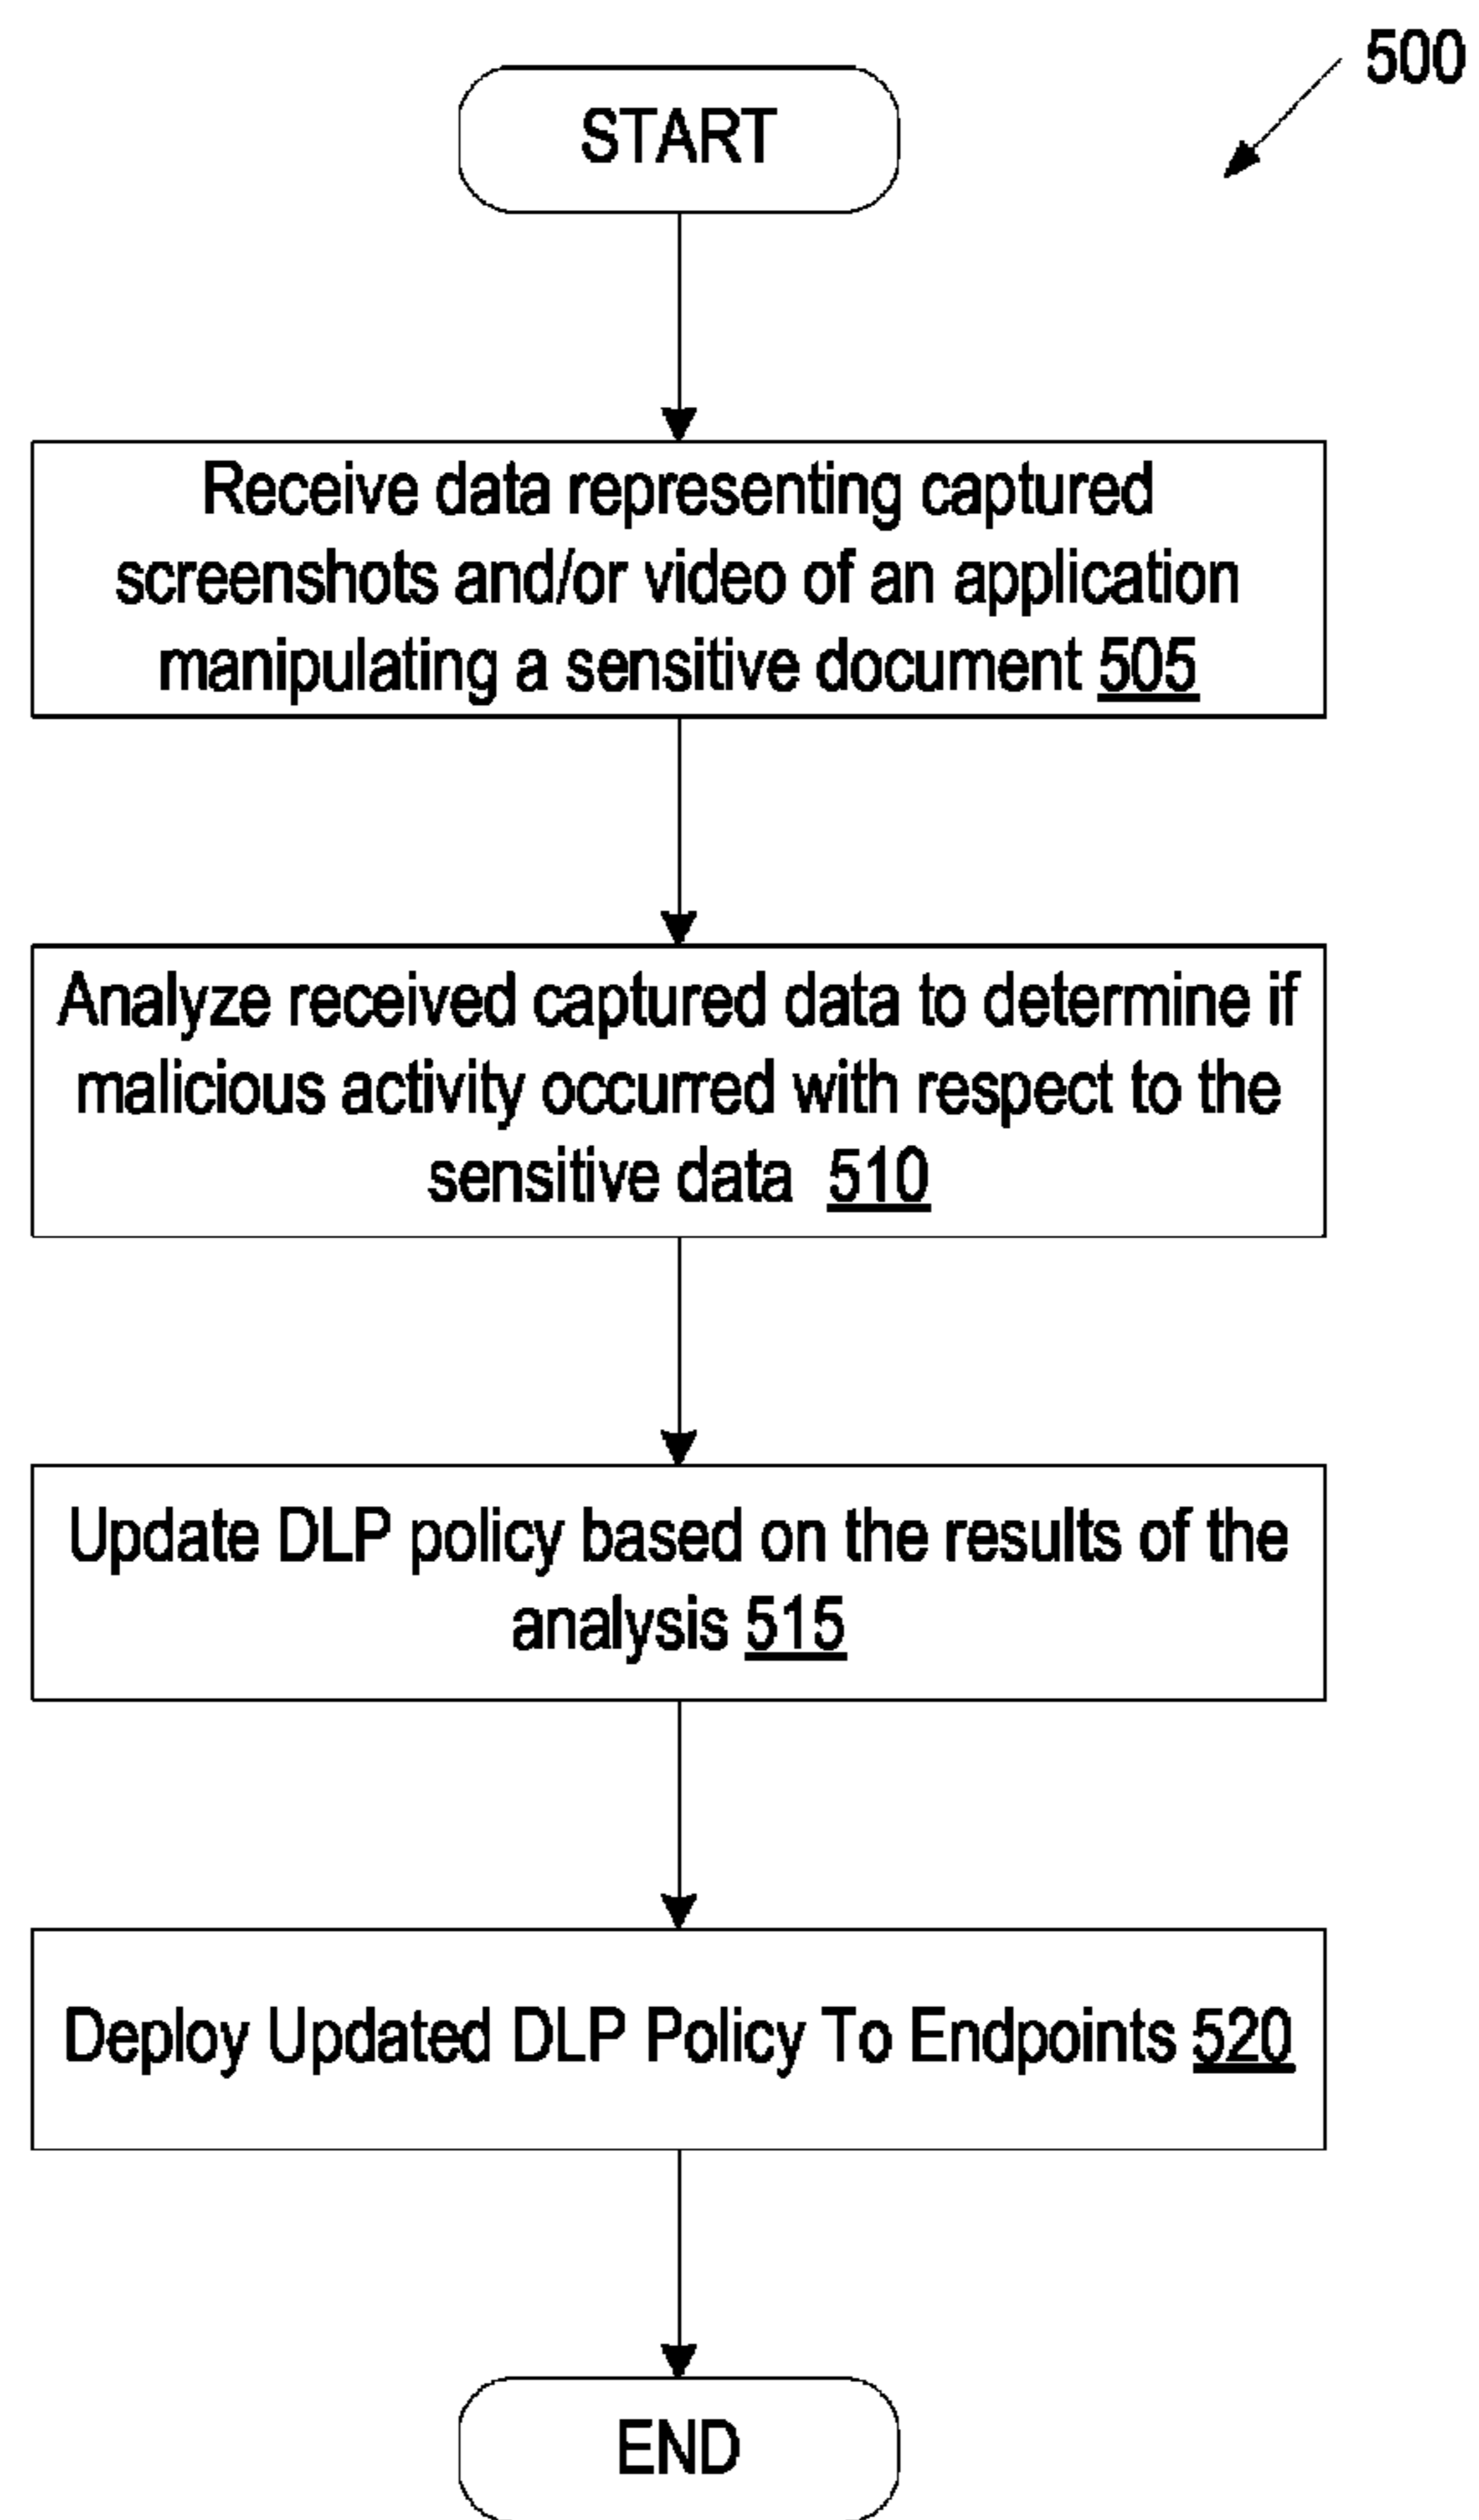 500
START
Receive data representing captured
screenshots and/or video of an application
manipulating a sensitive document 505
Analyze received captured data to determine if
malicious activity occurred with respect to the
sensitive data 510
Update DLP policy based on the results of the
analysis 515
Deploy Updated DLP Policy To Endpoints 520
END